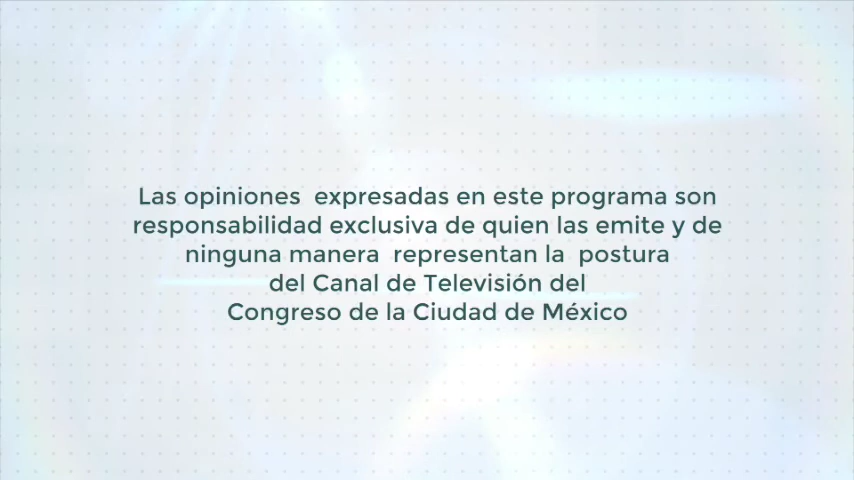 Las opiniones expresadas en este programa son
responsabilidad exclusiva de quien las emite y de
ninguna manera representan la postura
del Canal de Televisión del
Congreso de la Ciudad de México